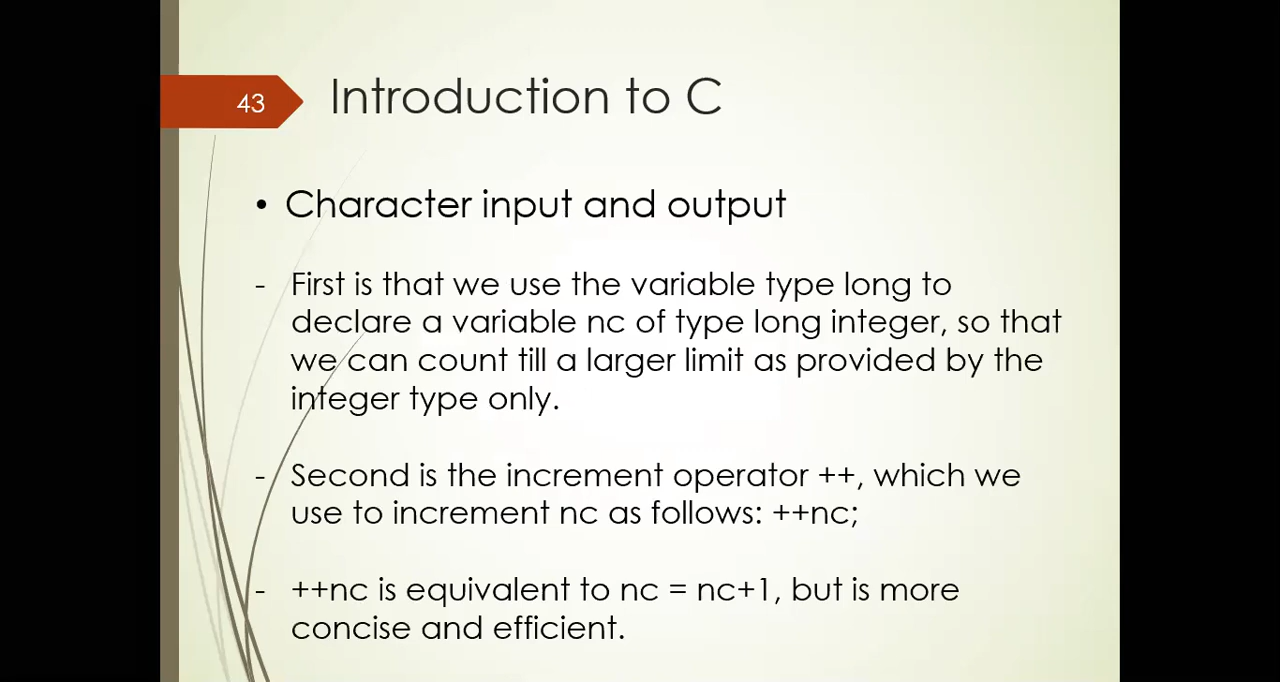 43
Introduction to C
• Character input and output
- First is that we use the variable type long to
declare a variable nc of type long integer, so that
we can count till a larger limit as provided by the
integer type only.
- Second is the increment operator ++, which we
use to increment nc as follows: ++nc;
- ++nc is equivalent to nc = nc+1, but is more
concise and efficient.